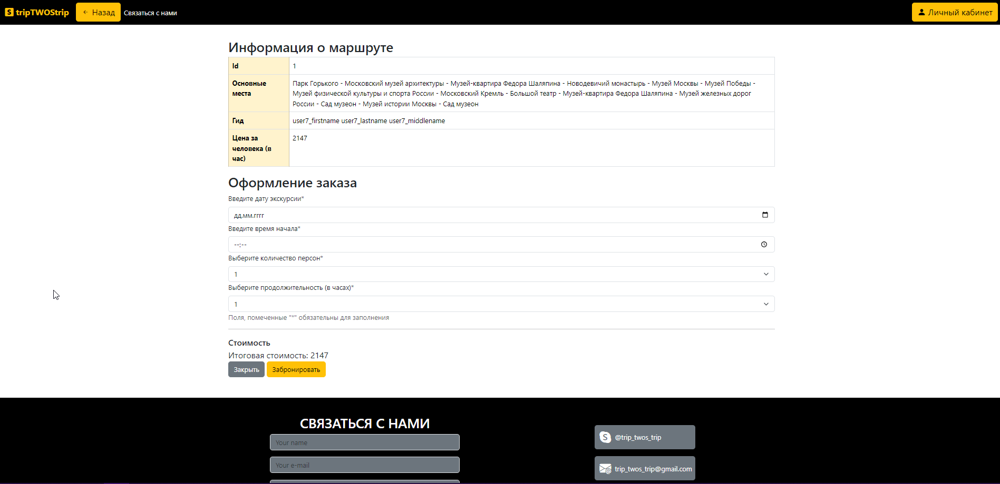 tripTWOStrip
← Назад
Связаться с нами
Личный кабинет
Информация о маршруте
Id
1
Основные
места
Парк Горького - Московский музей архитектуры - Музей-квартира Федора Шаляпина - Новодевичий монастырь - Музей Москвы - Музей Победы -
Музей физической культуры и спорта России - Московский Кремль - Большой театр - Музей-квартира Федора Шаляпина - Музей железных дорог
России - Сад музеон - Музей истории Москвы - Сад музеон
Гид
user7_firstname user7_lastname user7_middlename
Цена за
человека (в
час)
2147
Оформление заказа
Введите дату экскурсии*
дд.мм.гггг
Введите время начала*
--:--
Выберите количество персон*
1
Выберите продолжительность (в часах)*
1
Поля, помеченные "*" обязательны для заполнения
Стоимость
Итоговая стоимость: 2147
Закрыть
Забронировать
СВЯЗАТЬСЯ С НАМИ
Your name
Your e-mail
@trip_twos_trip
trip_twos_trip@gmail.com